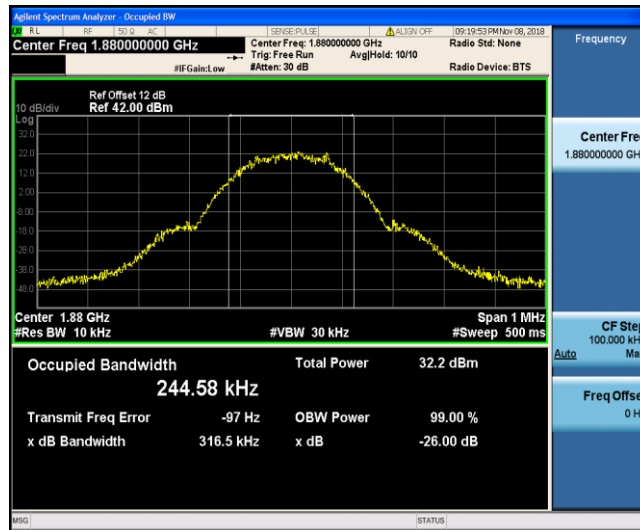 Agilent Spectrum Analyzer - Occupied BW
RL RF 50 Ω AC SENSE:PULSE ALIGN OFF 09:19:53 PM Nov 08, 2018
Center Freq 1.880000000 GHz Center Freq: 1.880000000 GHz Radio Std: None Frequency
Trig: Free Run Avg|Hold: 10/10
#IFGain:Low #Atten: 30 dB Radio Device: BTS
Ref Offset 12 dB
10 dB/div Ref 42.00 dBm
Log
32.0
22.0
12.0
2.00
-8.00
-18.0
-28.0
-38.0
-48.0
Center Fre
1.880000000 GH
Center 1.88 GHz Span 1 MHz
#Res BW 10 kHz #VBW 30 kHz #Sweep 500 ms
CF Step
100.000 kH
Auto Ma
Occupied Bandwidth Total Power 32.2 dBm
244.58 kHz
Freq Offse
0 H
Transmit Freq Error -97 Hz OBW Power 99.00 %
x dB Bandwidth 316.5 kHz x dB -26.00 dB
MSG STATUS